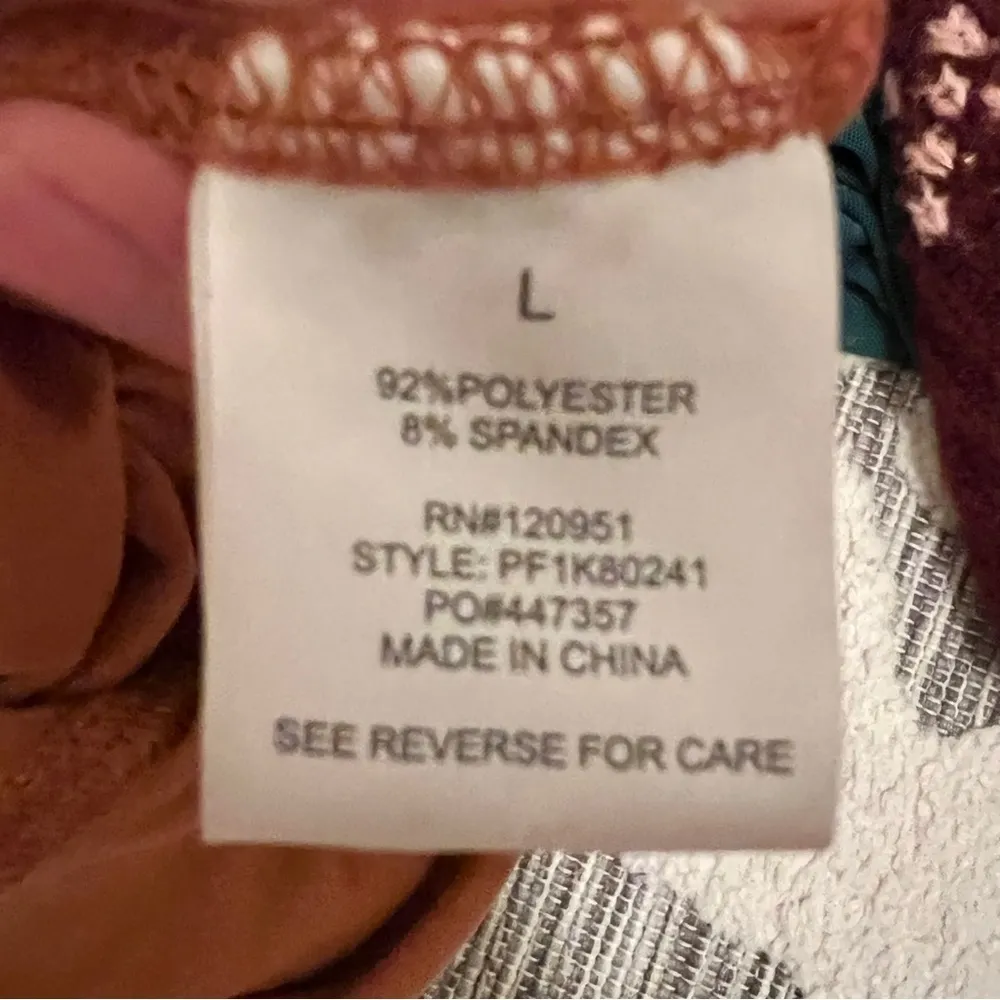 L
92%POLYESTER
8% SPANDEX
RN#120951
STYLE: PF1K80241
PO#447357
MADE IN CHINA
SEE REVERSE FOR CARE